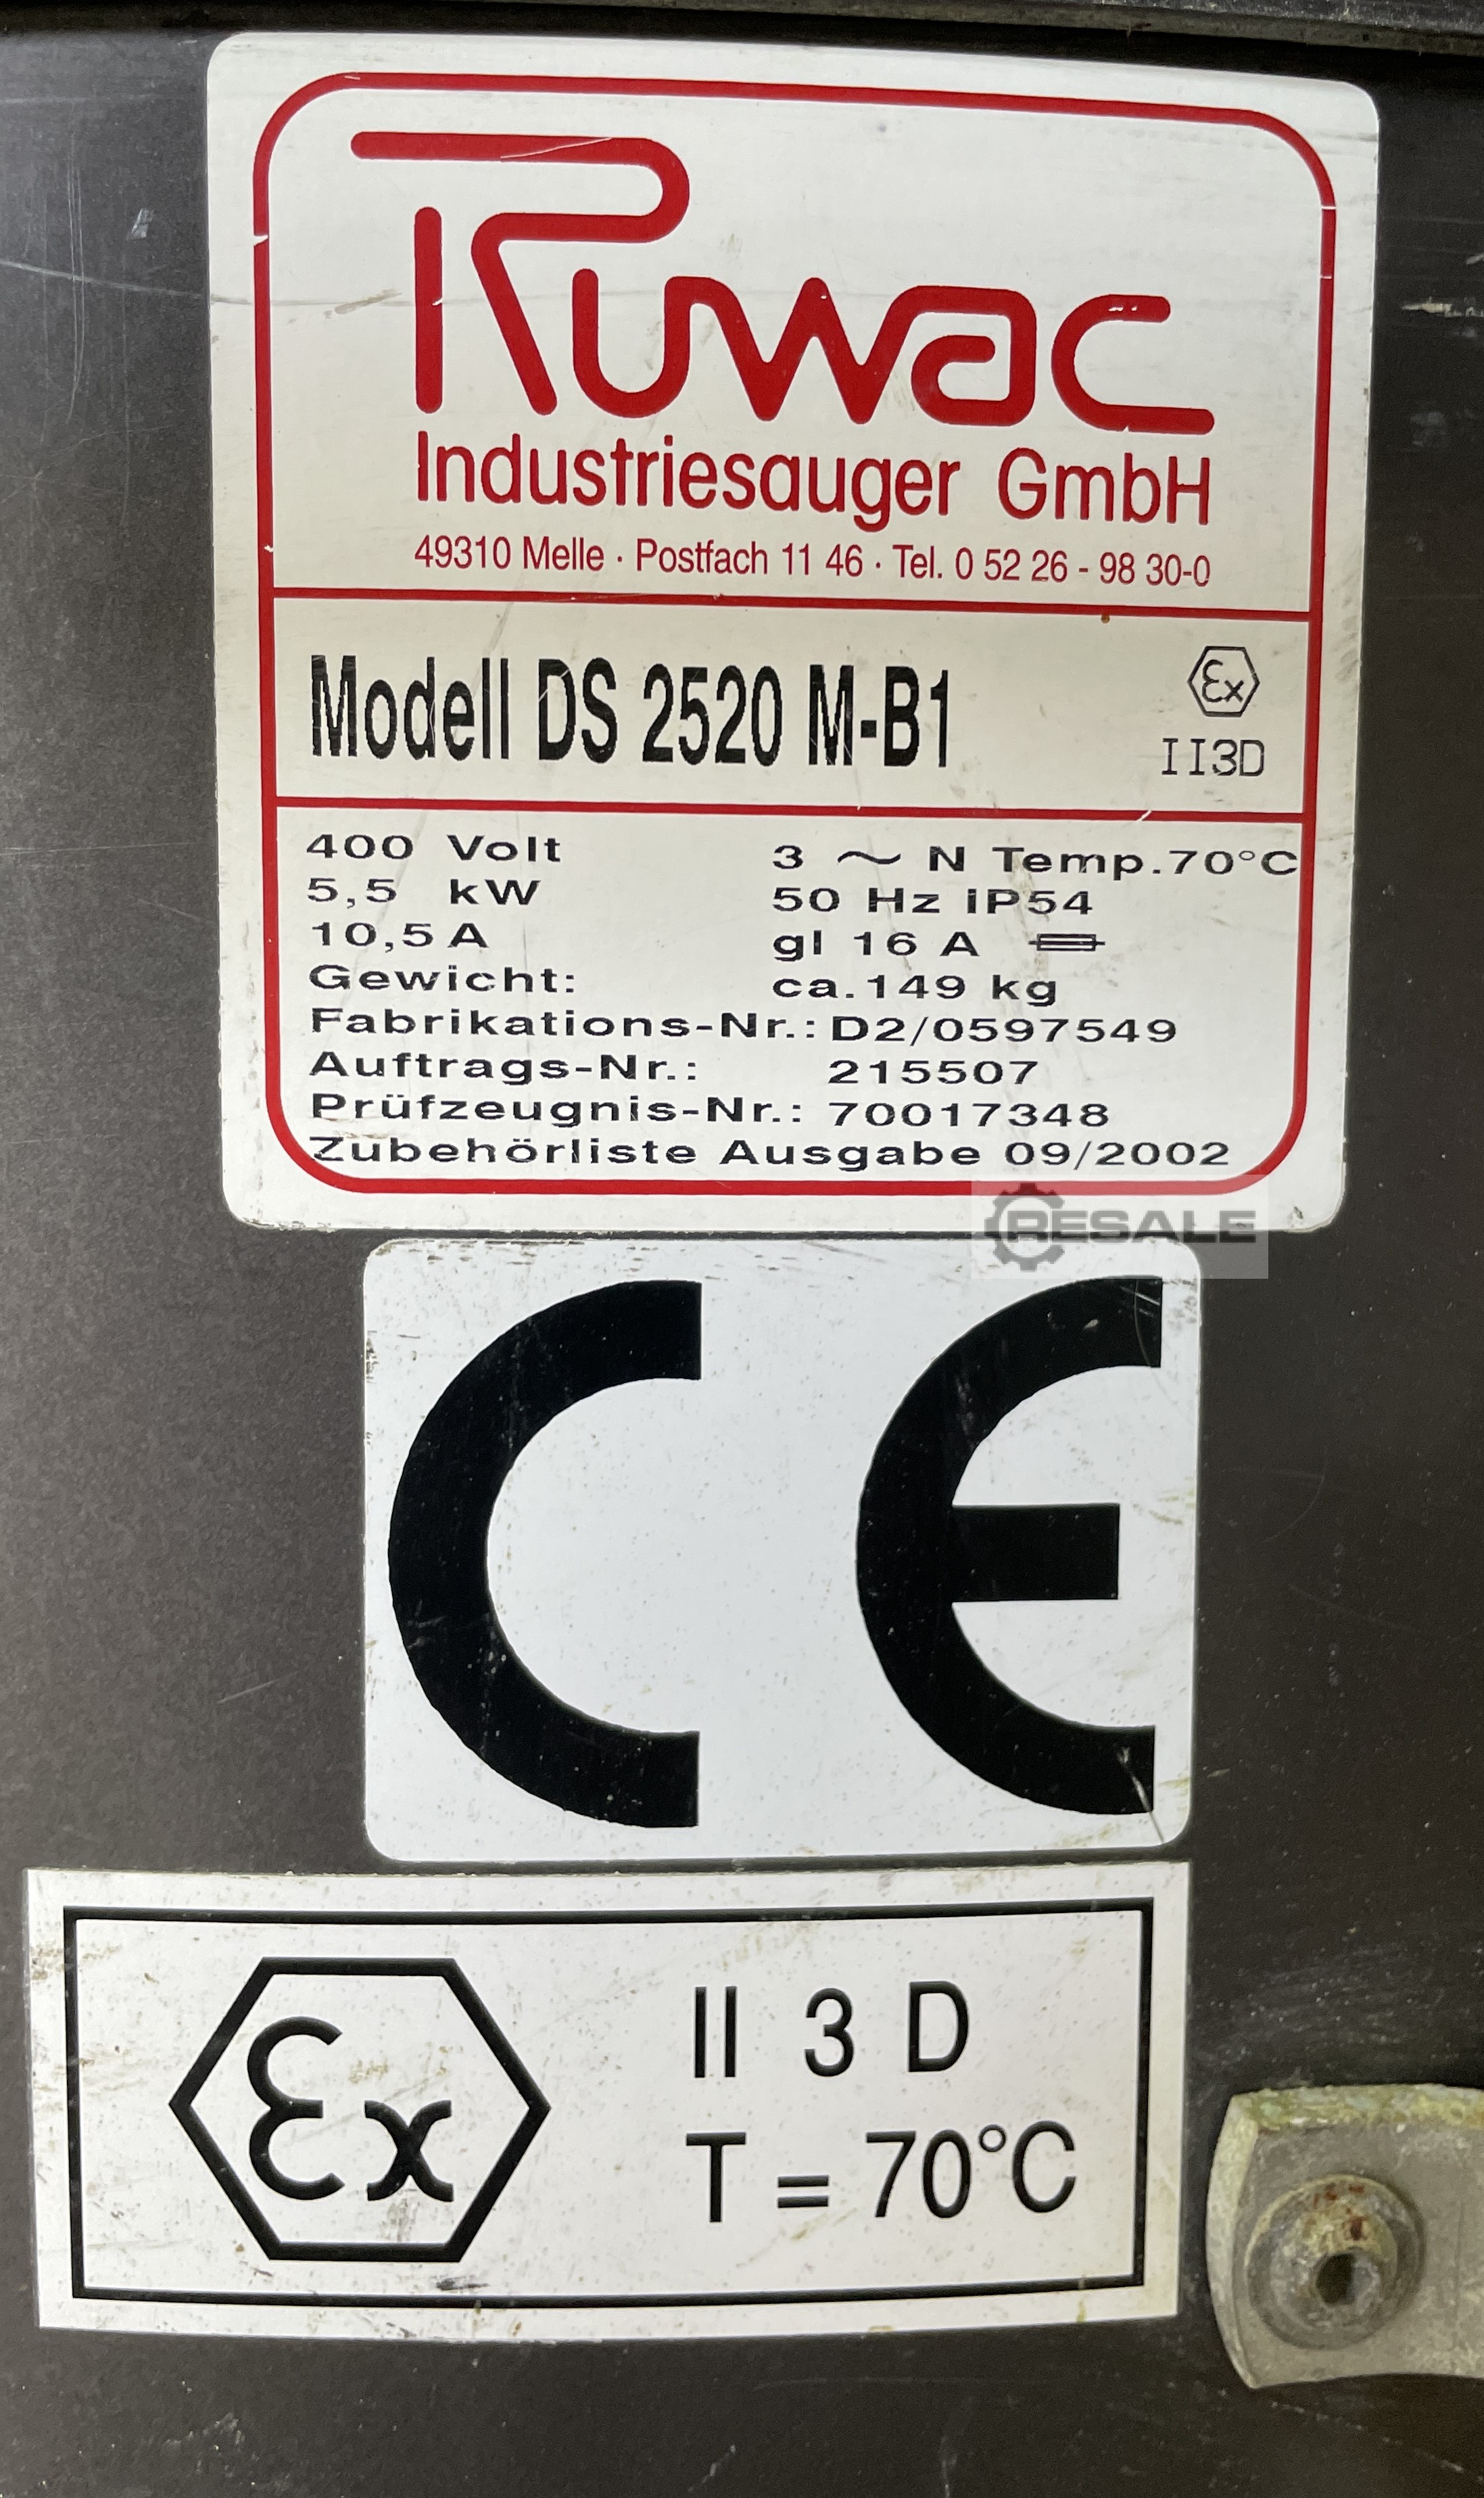 Ruwac
Industriesauger GmbH
49310 Melle · Postfach 11 46 · Tel. 0 52 26 - 98 30-0
Modell DS 2520 M-B1
Ex
II3D
400 Volt 3 ~ N Temp.70°C
5,5 kW 50 Hz IP54
10,5 A gl 16 A
Gewicht: ca.149 kg
Fabrikations-Nr.: D2/0597549
Auftrags-Nr.: 215507
Prüfzeugnis-Nr.: 70017348
Zubehörliste Ausgabe 09/2002
RESALE
CE
Ex
II 3 D
T = 70°C